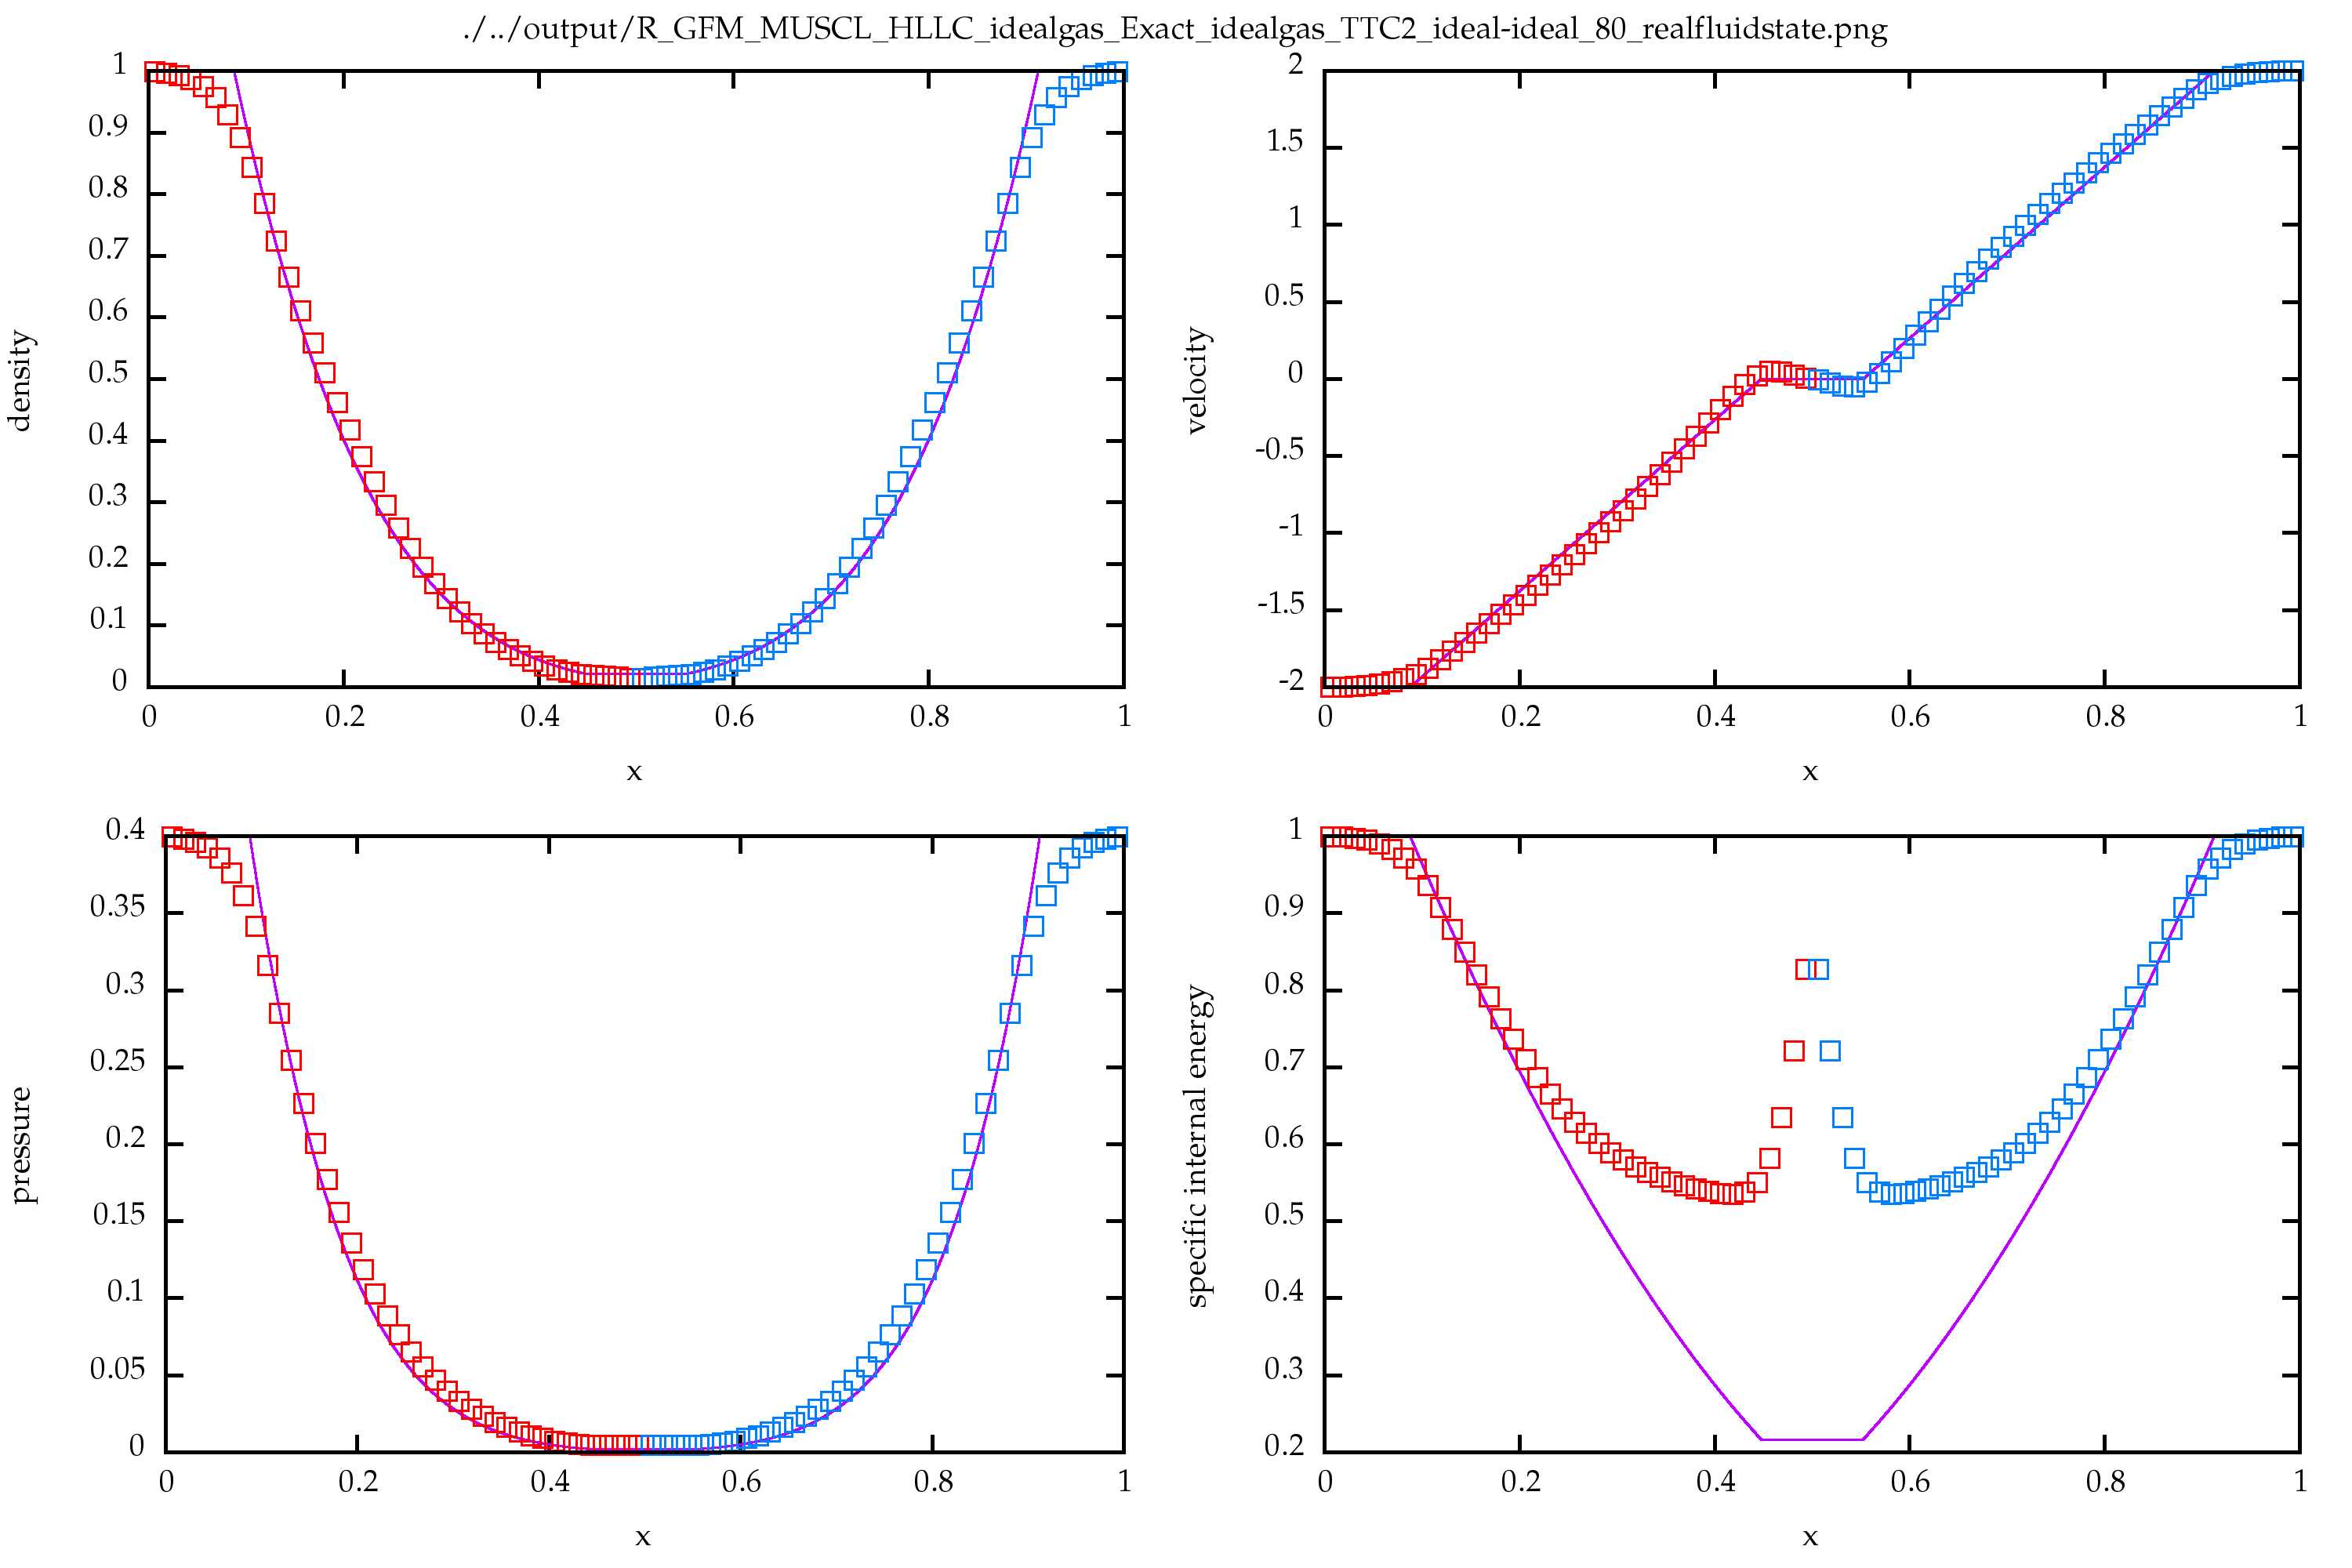 ./../output/R_GFM_MUSCL_HLLC_idealgas_Exact_idealgas_TTC2_ideal-ideal_80_realfluidstate.png
density
1
0.9
0.8
0.7
0.6
0.5
0.4
0.3
0.2
0.1
0
0 0.2 0.4 0.6 0.8 1
x
velocity
2
1.5
1
0.5
0
-0.5
-1
-1.5
-2
0 0.2 0.4 0.6 0.8 1
x
pressure
0.4
0.35
0.3
0.25
0.2
0.15
0.1
0.05
0
0 0.2 0.4 0.6 0.8 1
x
specific internal energy
1
0.9
0.8
0.7
0.6
0.5
0.4
0.3
0.2
0 0.2 0.4 0.6 0.8 1
x